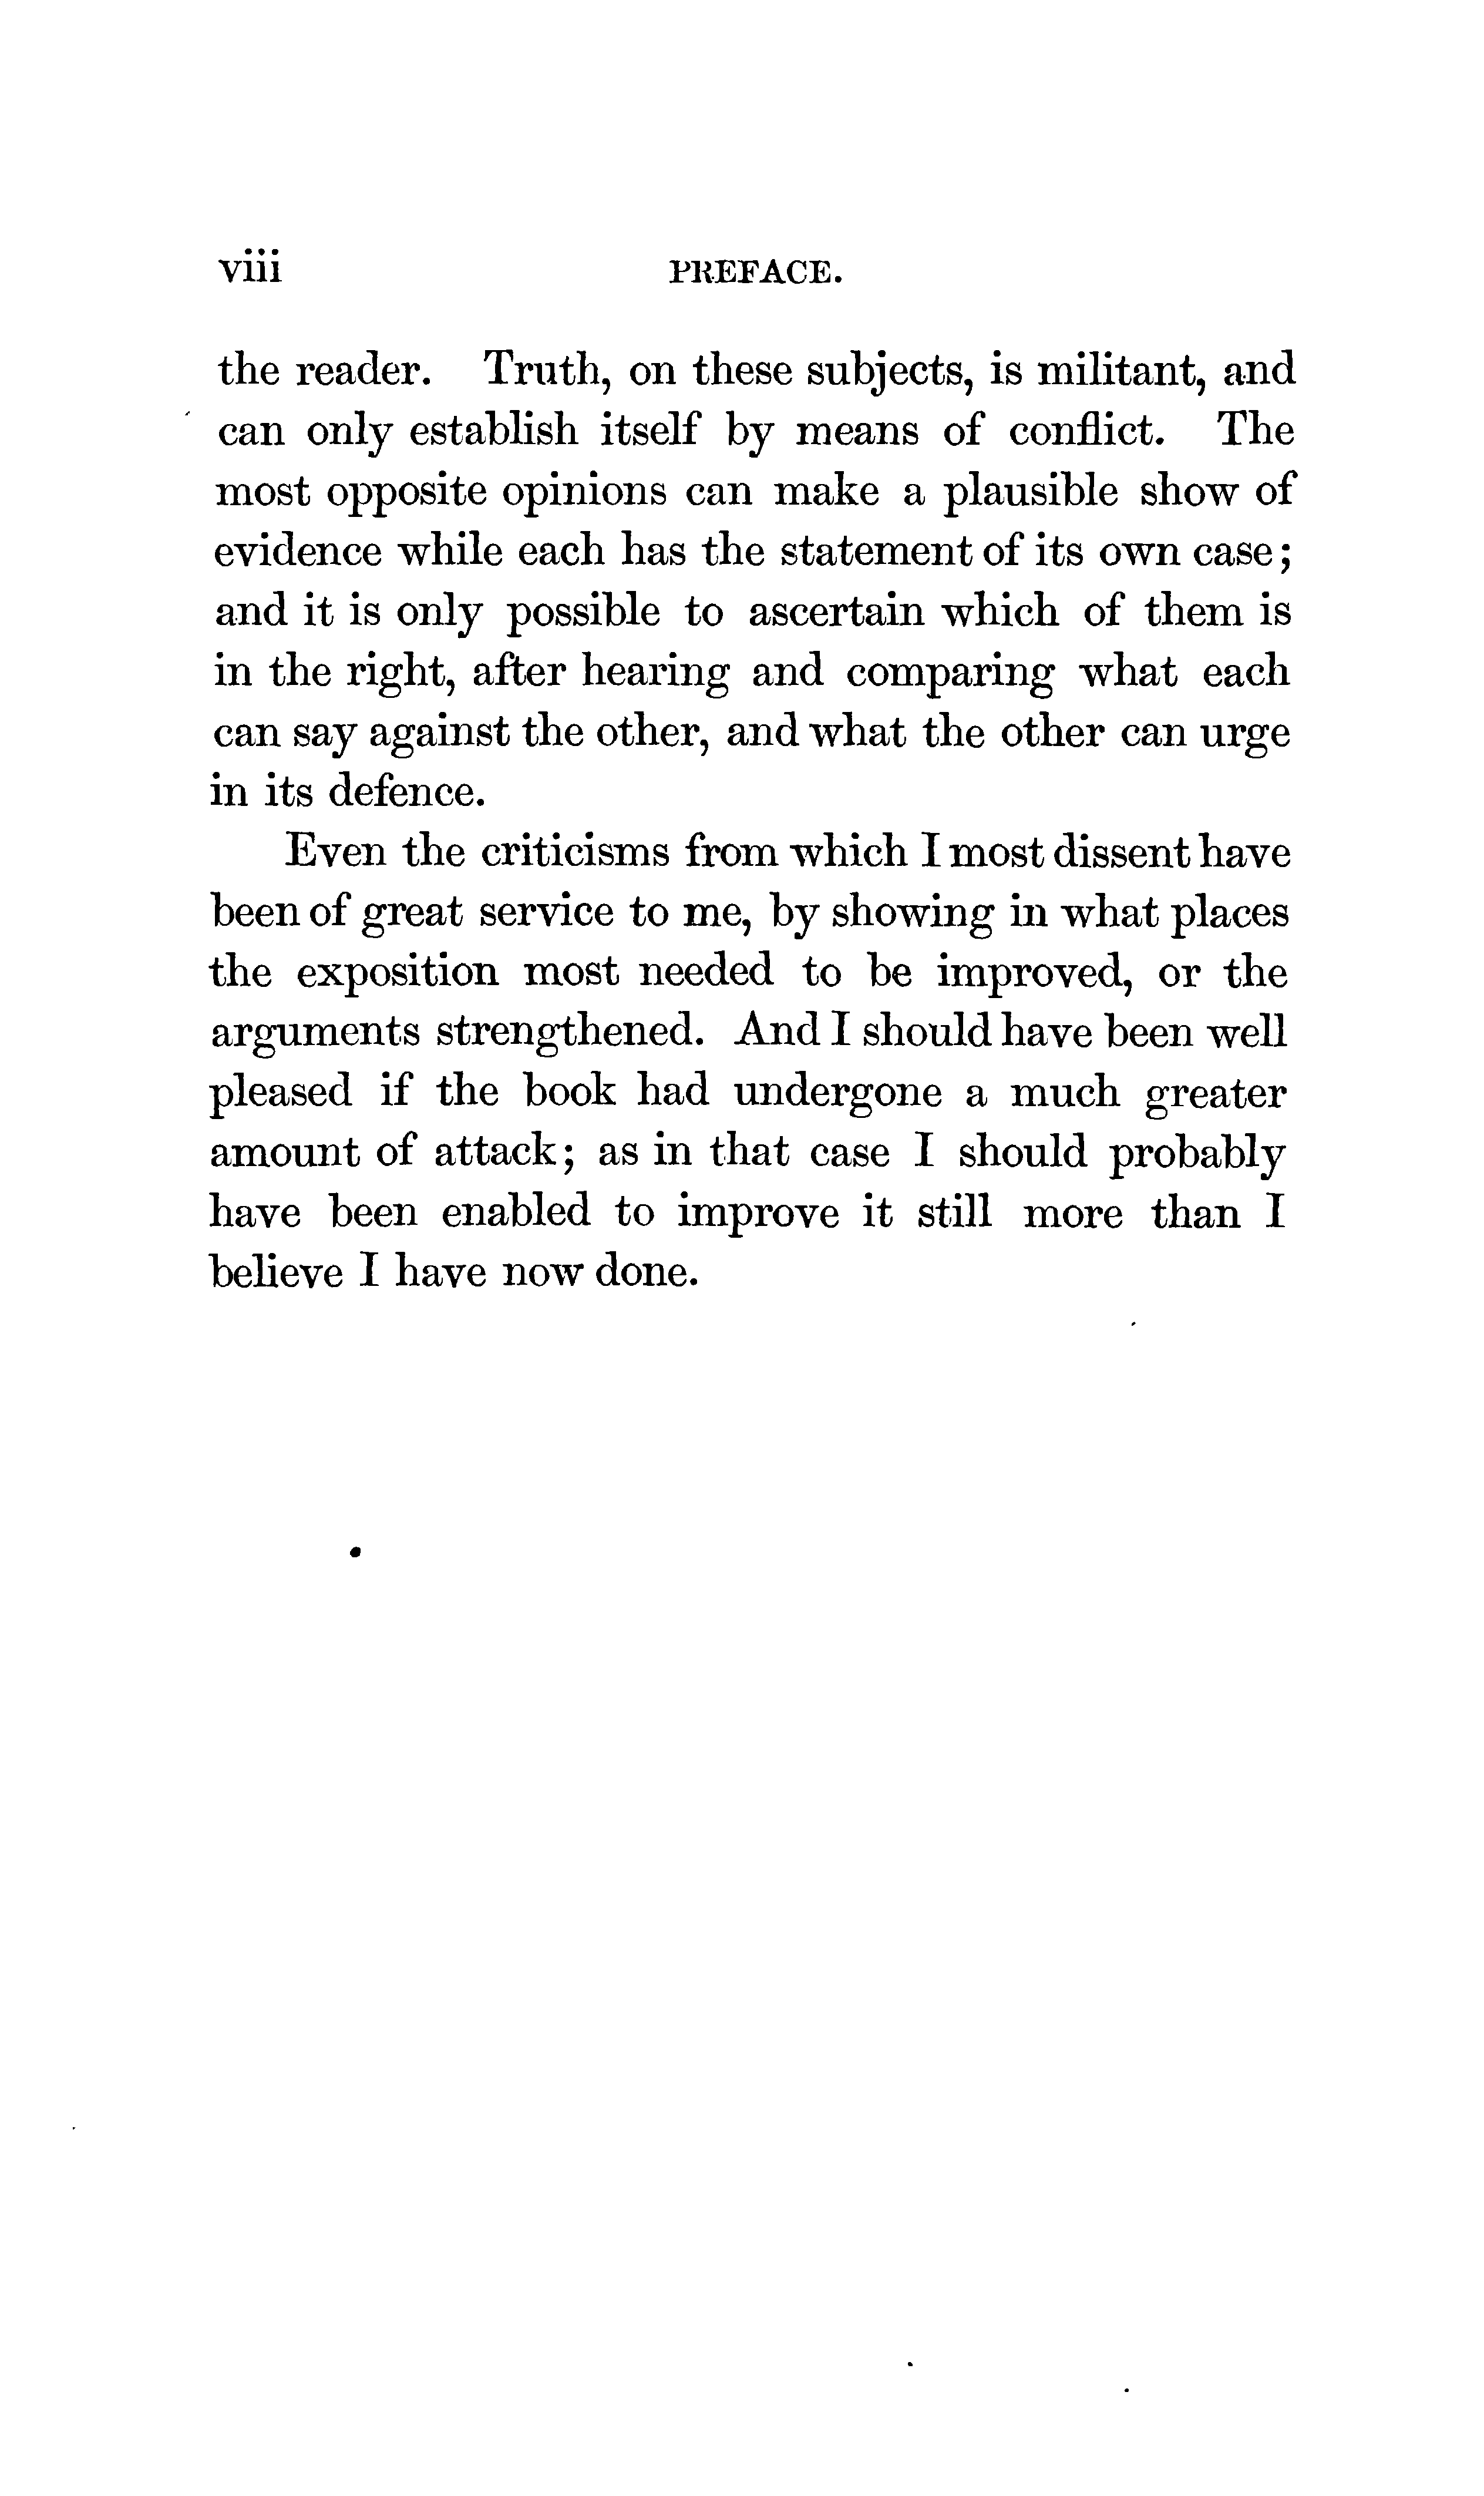 viii PREFACE.
the reader. Truth, on these subjects, is militant, and
can only establish itself by means of conflict. The
most opposite opinions can make a plausible show of
evidence while each has the statement of its own case;
and it is only possible to ascertain which of them is
in the right, after hearing and comparing what each
can say against the other, and what the other can urge
in its defence.
Even the criticisms from which I most dissent have
been of great service to me, by showing in what places
the exposition most needed to be improved, or the
arguments strengthened. And I should have been well
pleased if the book had undergone a much greater
amount of attack; as in that case I should probably
have been enabled to improve it still more than I
believe I have now done.